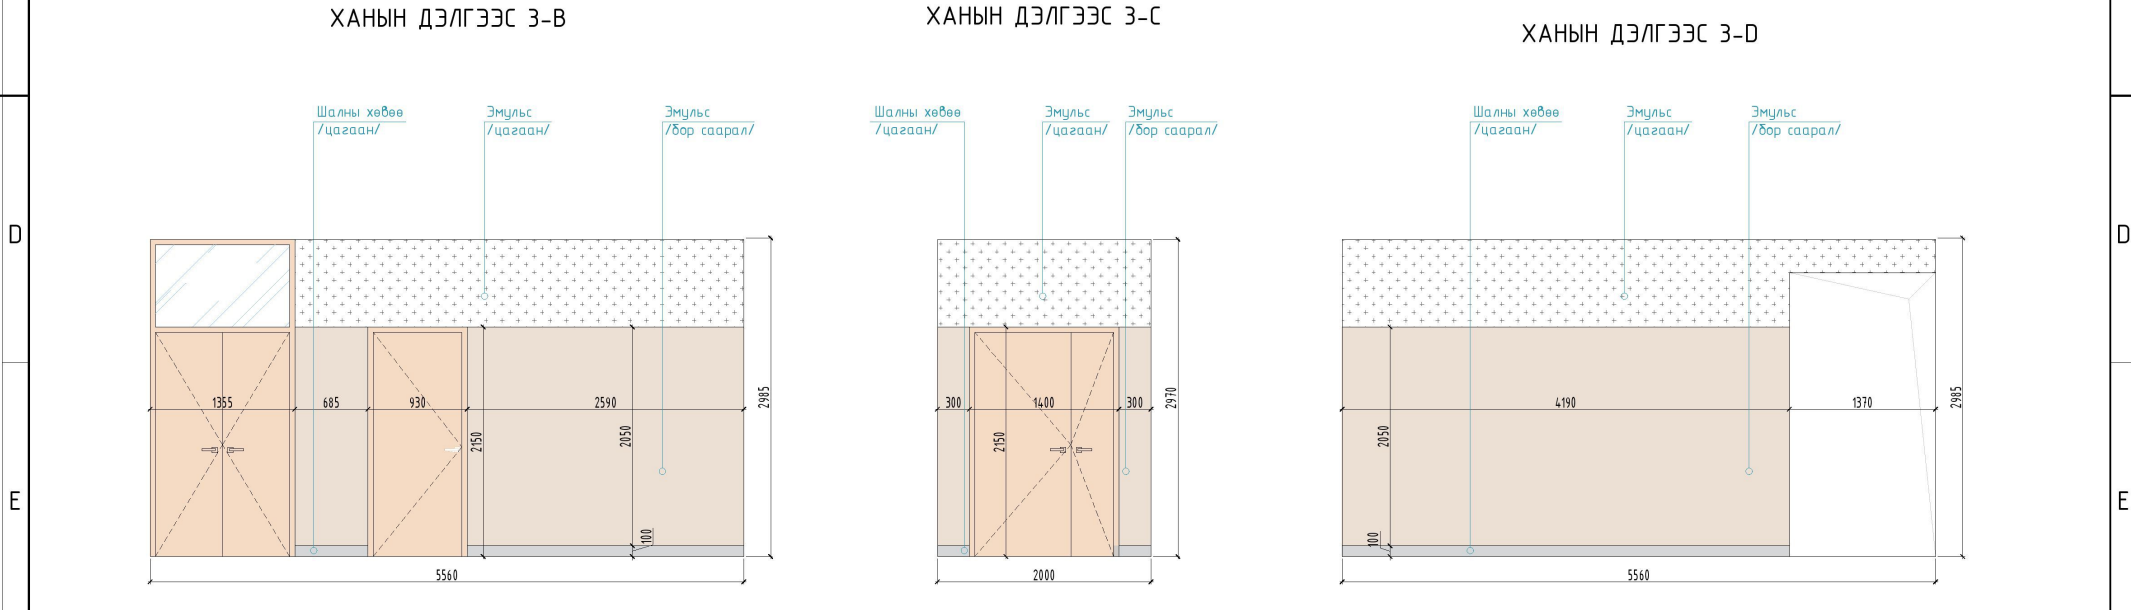 ХАНЫН ДЭЛГЭЭС 3-B
ХАНЫН ДЭЛГЭЭС 3-C
ХАНЫН ДЭЛГЭЭС 3-D
Шалны хөвөө
/цагаан/
Эмульс
/цагаан/
Эмульс
/бор саарал/
Шалны хөвөө
/цагаан/
Эмульс
/цагаан/
Эмульс
/бор саарал/
Шалны хөвөө
/цагаан/
Эмульс
/цагаан/
Эмульс
/бор саарал/
D
D
1355
685
930
2590
2150
2050
2985
100
5560
300
1400
300
2150
2970
2000
4190
1370
2050
2985
100
5560
E
E